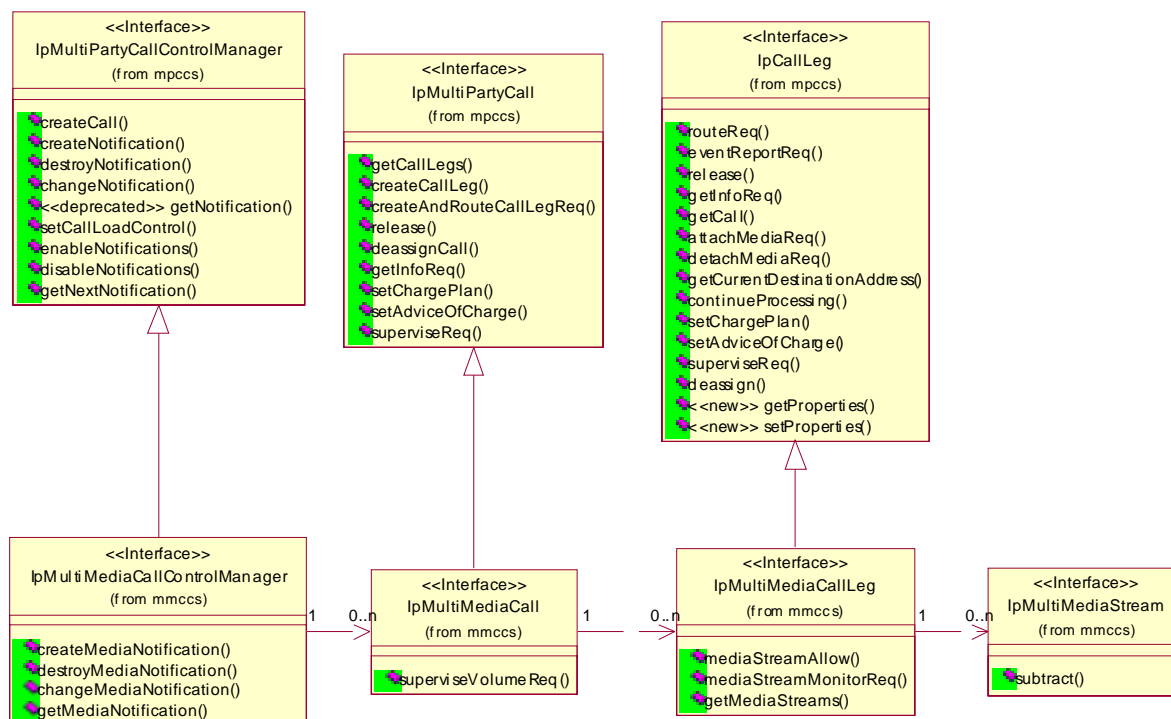 <<Interface>>
IpMultiPartyCallControlManager
(from mpccs)
createCall()
createNotification()
destroyNotification()
changeNotification()
<<deprecated>> getNotification()
setCallLoadControl()
enableNotifications()
disableNotifications()
getNextNotification()
<<Interface>>
IpMultiPartyCall
(from mpccs)
getCallLegs()
createCallLeg()
createAndRouteCallLegReq()
release()
deassignCall()
getInfoReq()
setChargePlan()
setAdviceOfCharge()
superviseReq()
<<Interface>>
IpCallLeg
(from mpccs)
routeReq()
eventReportReq()
release()
getInfoReq()
getCall()
attachMediaReq()
detachMediaReq()
getCurrentDestinationAddress()
continueProcessing()
setChargePlan()
setAdviceOfCharge()
superviseReq()
deassign()
<<new>> getProperties()
<<new>> setProperties()
<<Interface>>
IpMultiMediaCallControlManager
(from mmccs)
createMediaNotification()
destroyMediaNotification()
changeMediaNotification()
getMediaNotification()
1
0..n
<<Interface>>
IpMultiMediaCall
(from mmccs)
superviseVolumeReq()
1
0..n
<<Interface>>
IpMultiMediaCallLeg
(from mmccs)
mediaStreamAllow()
mediaStreamMonitorReq()
getMediaStreams()
1
0..n
<<Interface>>
IpMultiMediaStream
(from mmccs)
subtract()